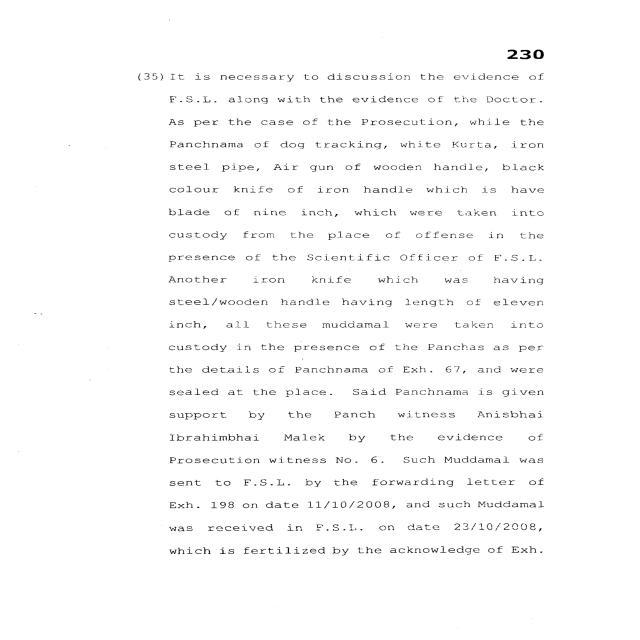 230
(35) It is necessary to discussion the evidence of
F.S.L. along with the evidence of the Doctor.
As per the case of the Prosecution, while the
Panchnama of dog tracking, white Kurta, iron
steel pipe, Air gun of wooden handle, black
colour knife of iron handle which is have
blade of nine inch, which were taken into
custody from the place of offense in the
presence of the Scientific Officer of F.S.L.
Another iron knife which was having
steel/wooden handle having length of eleven
inch, all these muddamal were taken into
custody in the presence of the Panchas as per
the details of Panchnama of Exh. 67, and were
sealed at the place. Said Panchnama is given
support by the Panch witness Anisbhai
Ibrahimbhai Malek by the evidence of
Prosecution witness No. 6. Such Muddamal was
sent to F.S.L. by the forwarding letter of
Exh. 198 on date 11/10/2008, and such Muddamal
was received in F.S.L. on date 23/10/2008,
which is fertilized by the acknowledge of Exh.